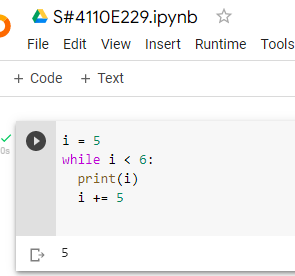 S#4110E229.ipynb
File Edit View Insert Runtime Tools
+ Code + Text
0s
i = 5
while i < 6:
  print(i)
  i += 5
5